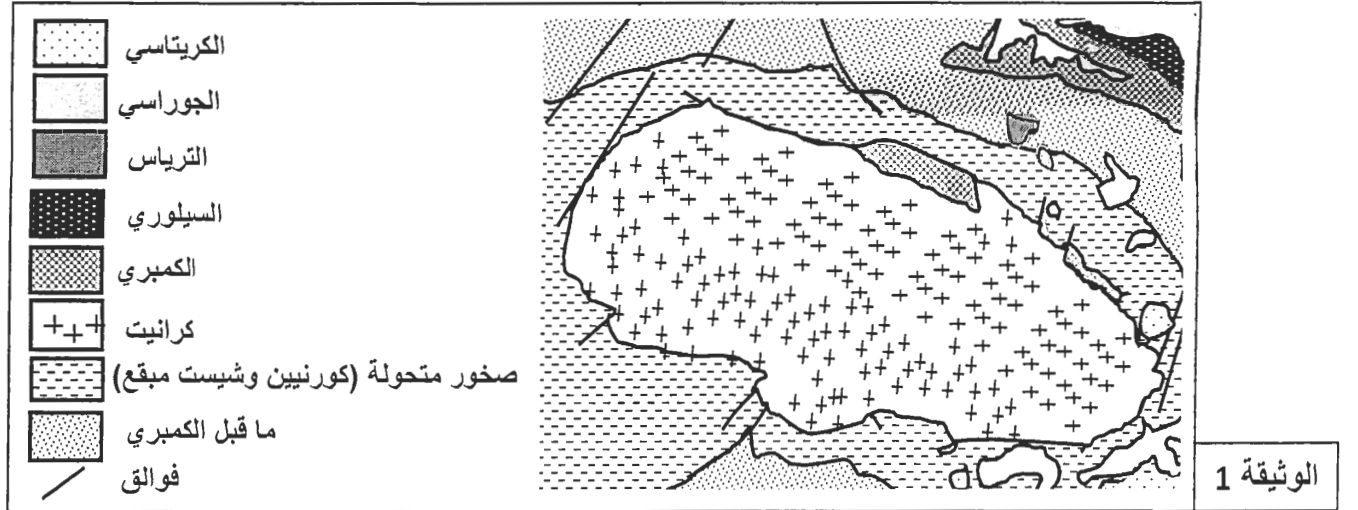 الكريتاسي
الجوراسي
الترياس
السيلوري
الكمبري
كرانيت
صخور متحولة (كورنيين وشيست مبقع)
ما قبل الكمبري
فوالق
الوثيقة 1